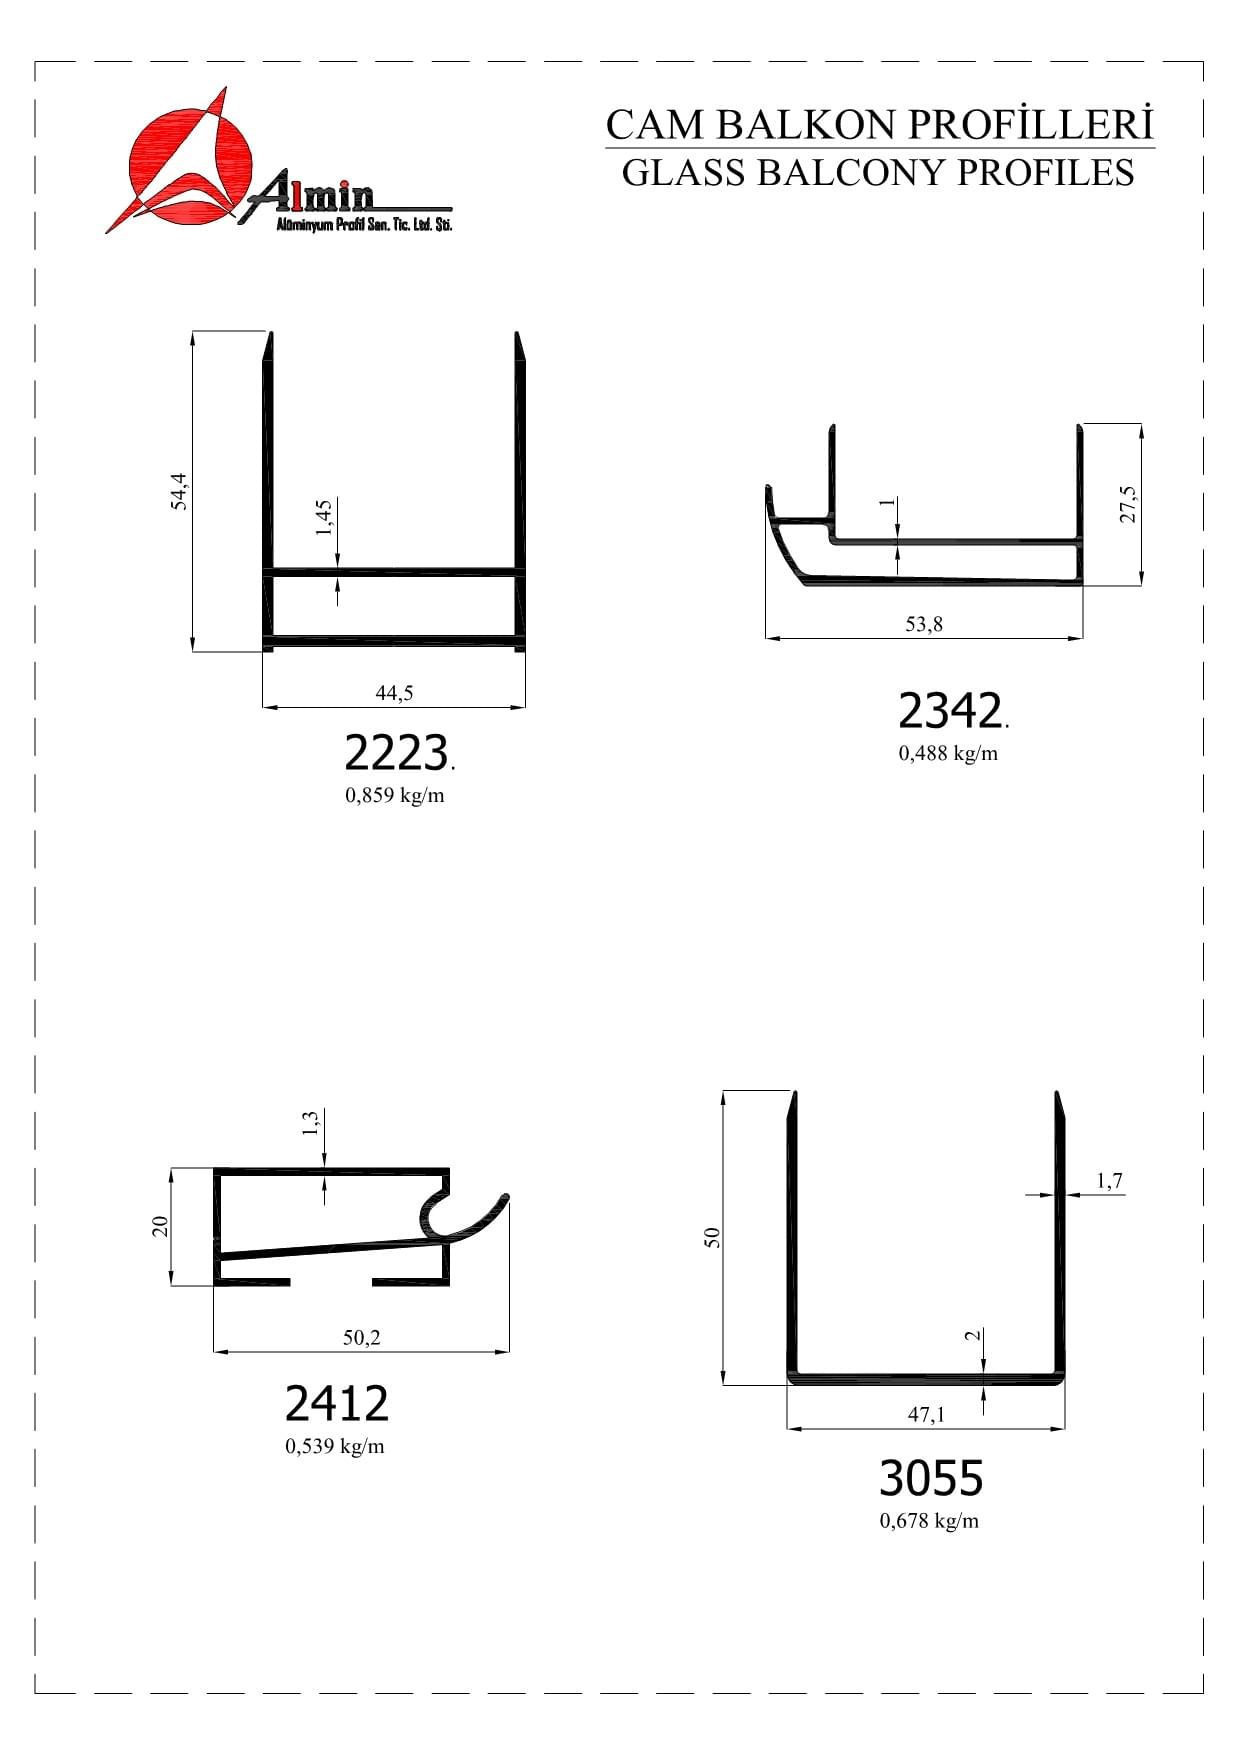 Almin
Alüminyum Profil San. Tic. Ltd. Şti.
CAM BALKON PROFİLLERİ
GLASS BALCONY PROFILES
54,4
1,45
44,5
2223.
0,859 kg/m
1
27,5
53,8
2342.
0,488 kg/m
1,3
20
50,2
2412
0,539 kg/m
50
1,7
2
47,1
3055
0,678 kg/m